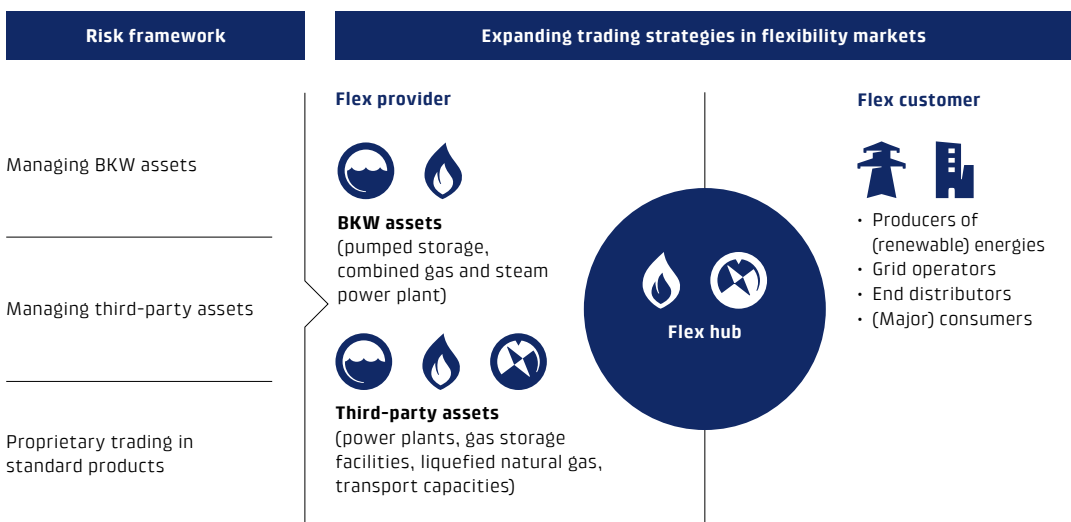 Risk framework
Expanding trading strategies in flexibility markets
Managing BKW assets
Managing third-party assets
Proprietary trading in
standard products
Flex provider
BKW assets
(pumped storage,
combined gas and steam
power plant)
Third-party assets
(power plants, gas storage
facilities, liquefied natural gas,
transport capacities)
Flex hub
Flex customer
• Producers of
(renewable) energies
• Grid operators
• End distributors
• (Major) consumers